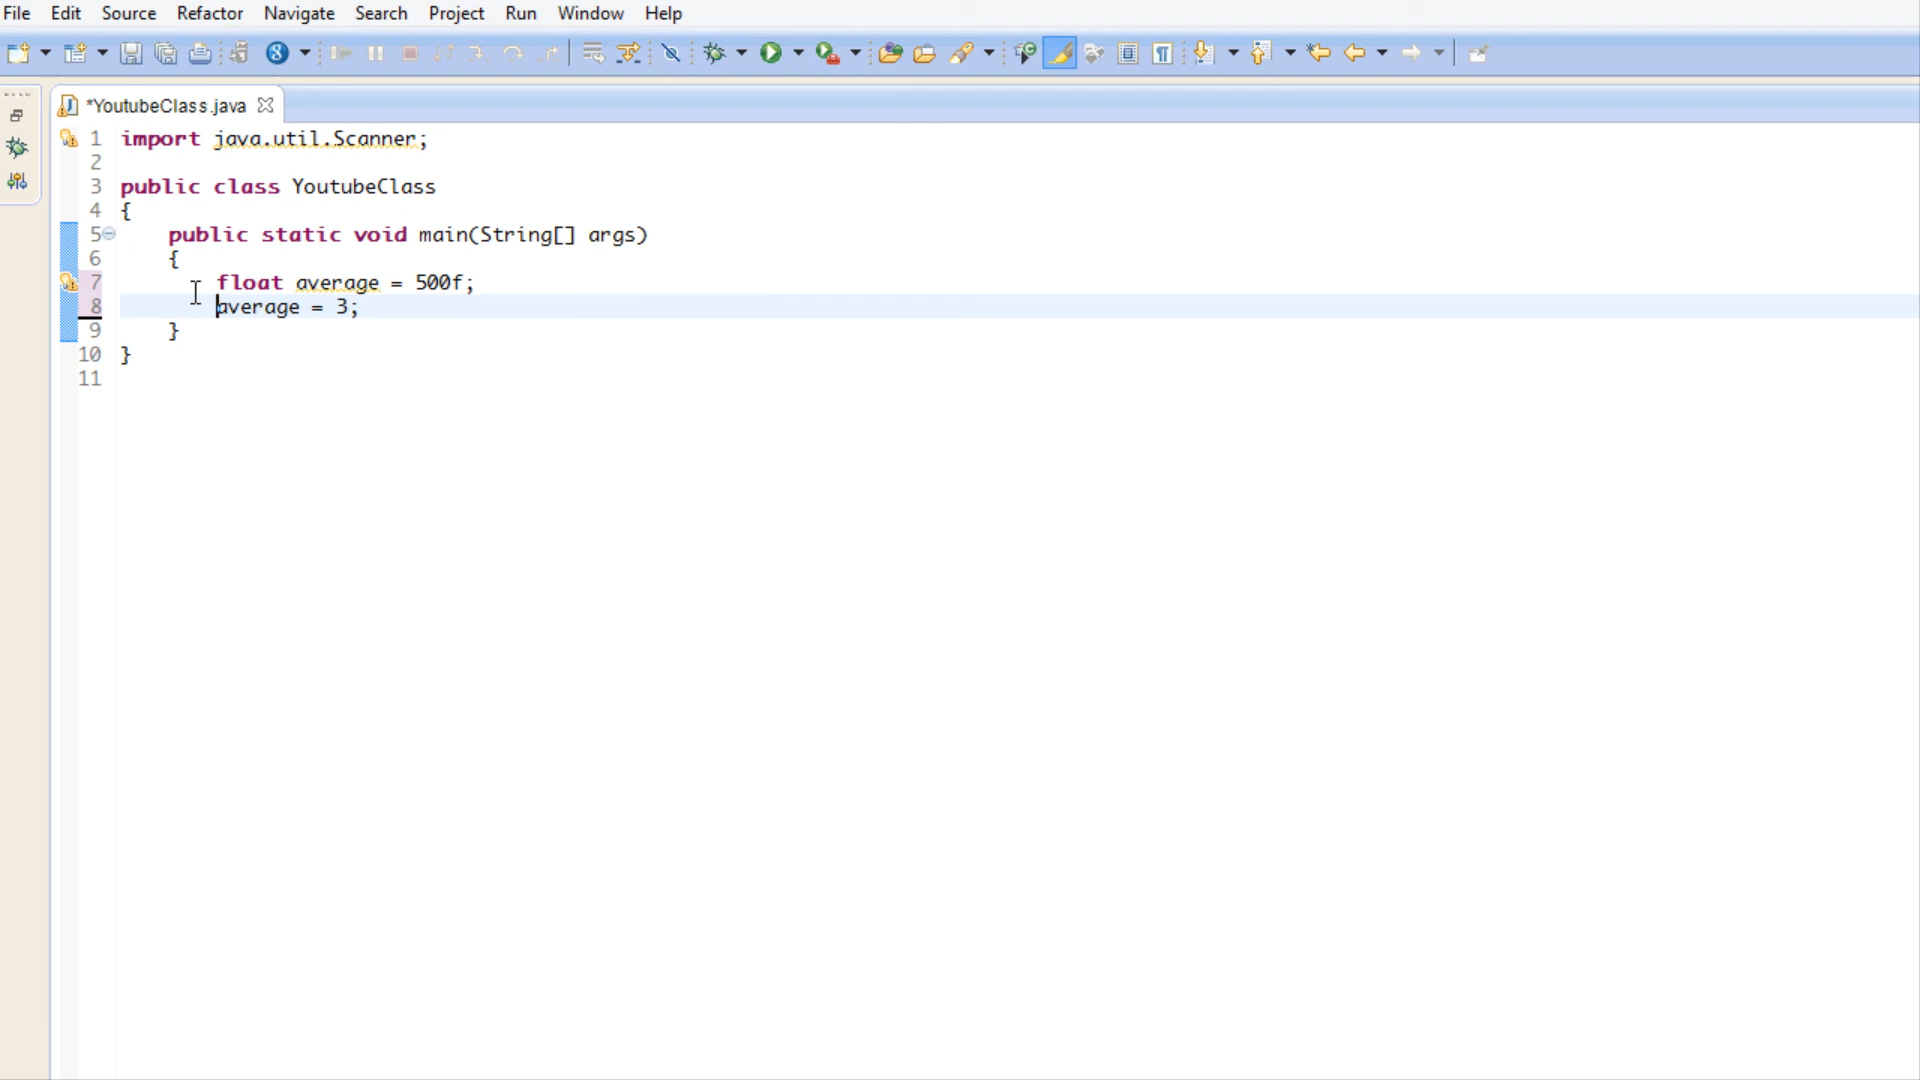 File Edit Source Refactor Navigate Search Project Run Window Help
*YoutubeClass.java
1 import java.util.Scanner;
2
3 public class YoutubeClass
4 {
5 public static void main(String[] args)
6 {
7 float average = 500f;
8 average = 3;
9 }
10 }
11